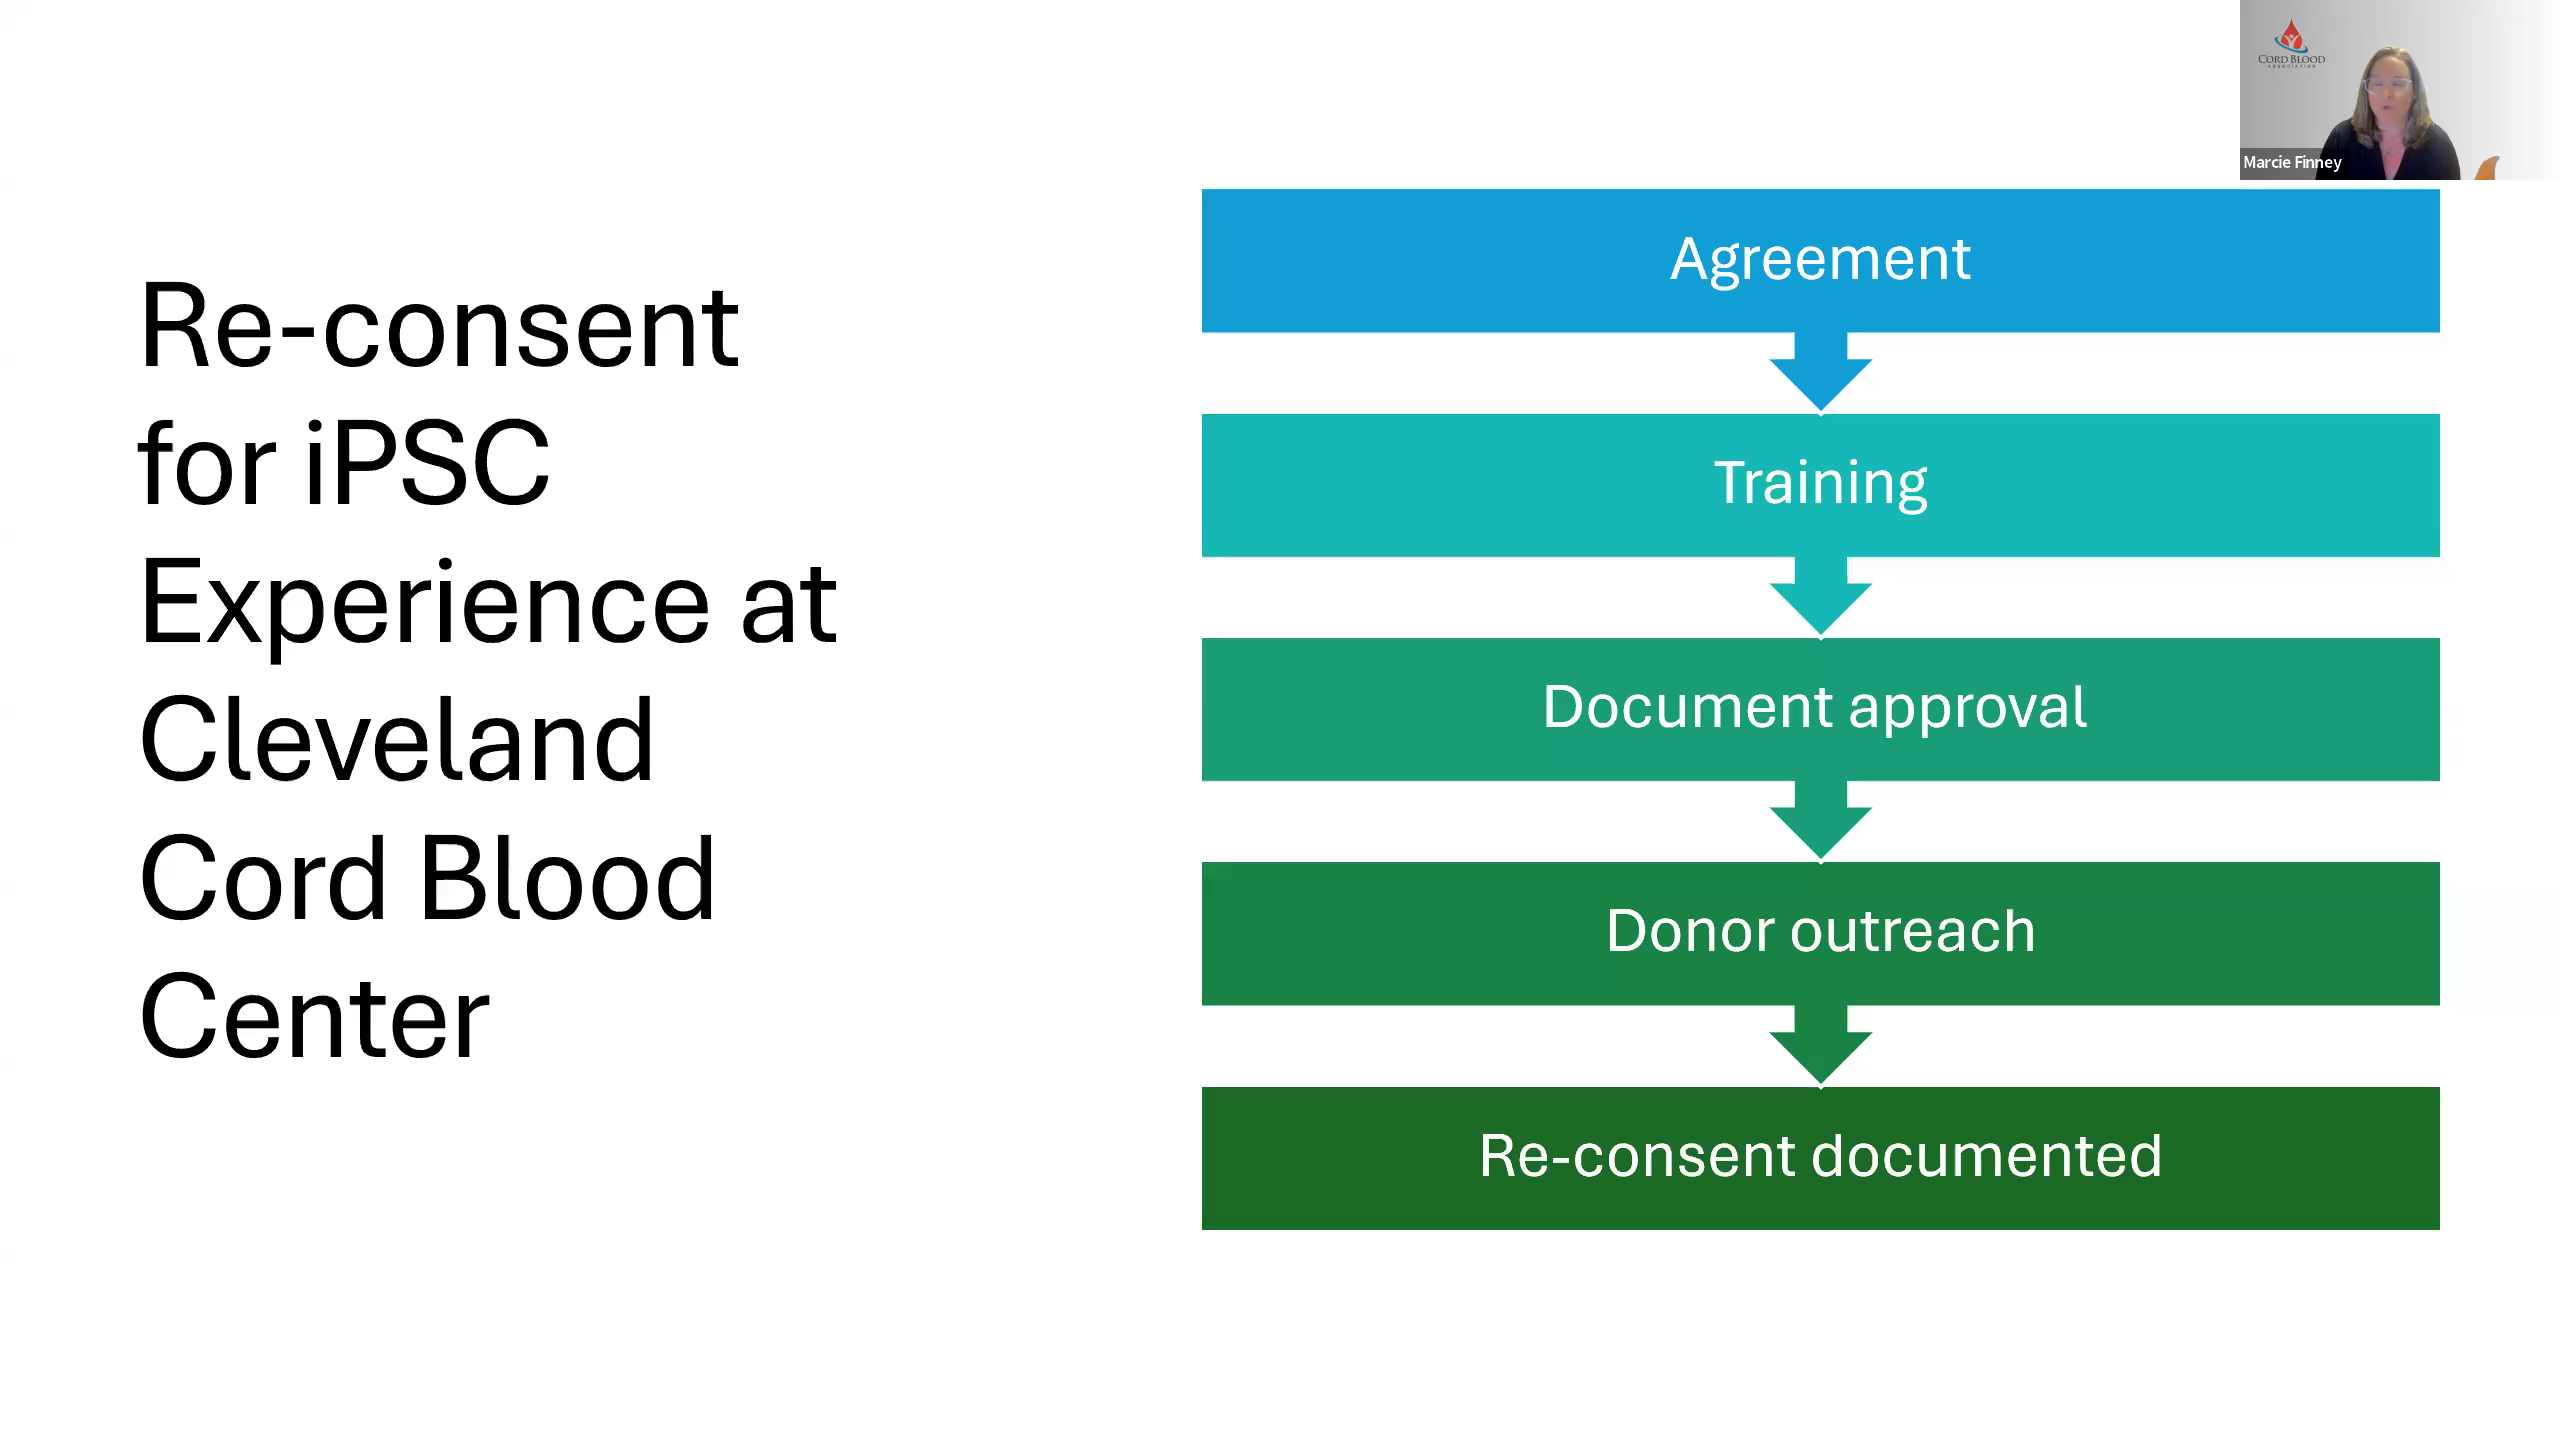 Re-consent
for iPSC
Experience at
Cleveland
Cord Blood
Center
CORD BLOOD
ASSOCIATION
Marcie Finney
Agreement
Training
Document approval
Donor outreach
Re-consent documented